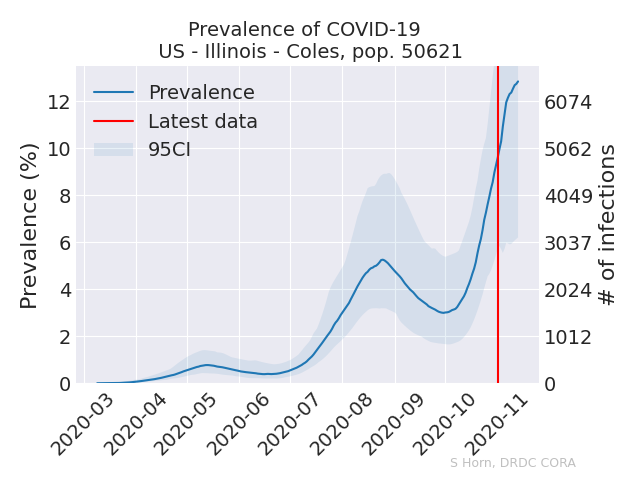 Prevalence of COVID-19
US - Illinois - Coles, pop. 50621
Prevalence
Latest data
95CI
Prevalence (%)
12
10
8
6
4
2
0
6074
5062
4049
3037
2024
1012
0
# of infections
2020-03
2020-04
2020-05
2020-06
2020-07
2020-08
2020-09
2020-10
2020-11
S Horn, DRDC CORA